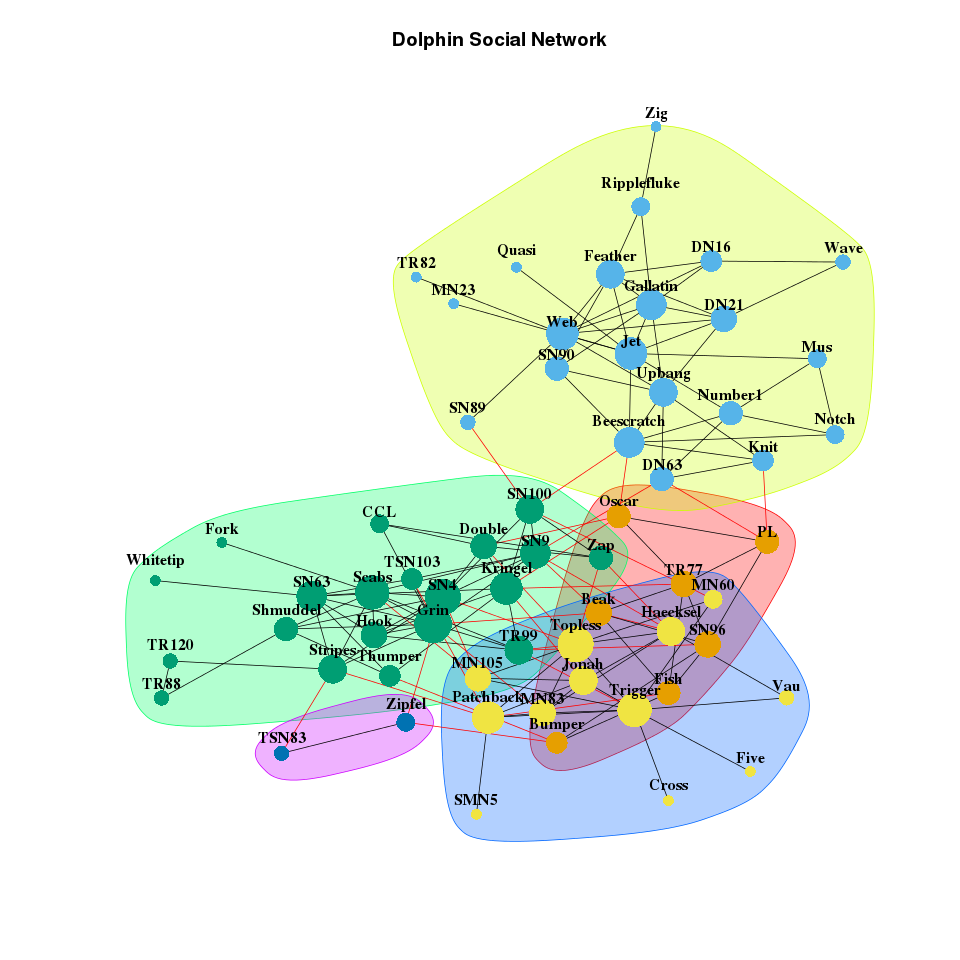 Dolphin Social Network
Zig
Ripplefluke
Quasi
Feather
DN16
Wave
TR82
MN23
Gallatin
DN21
Web
Jet
Mus
SN90
Upbang
Number1
SN89
Beescratch
Notch
Knit
DN63
SN100
Oscar
CCL
Fork
Double
PL
SN9
Zap
Whitetip
TSN103
Kringel
TR77
SN63
Scabs
SN4
MN60
Beak
Shmuddel
Grin
Haeksel
Hook
Topless
SN96
TR99
TR120
Stripes
Thumper
MN105
Jonah
Fish
TR88
Trigger
Vau
Patchback
MN83
Zipfel
Bumper
TSN83
Five
Cross
SMN5